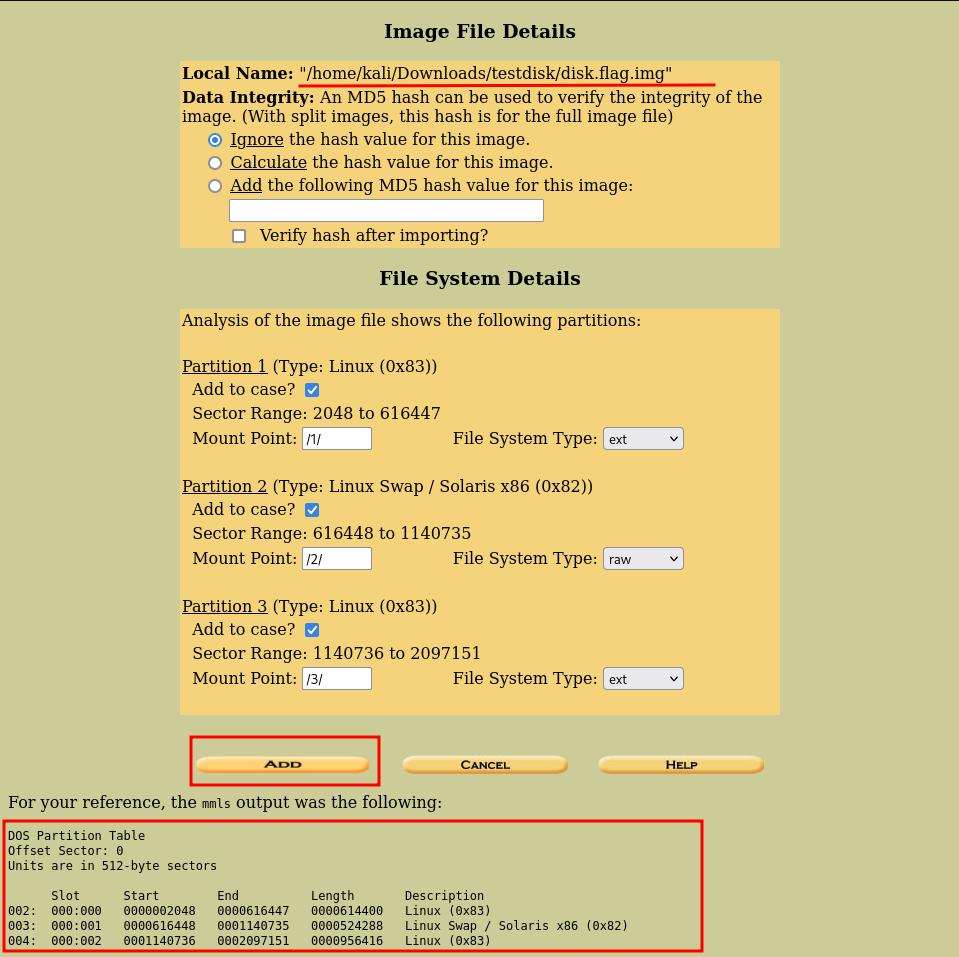 Image File Details
Local Name: "/home/kali/Downloads/testdisk/disk.flag.img"
Data Integrity: An MD5 hash can be used to verify the integrity of the
image. (With split images, this hash is for the full image file)
Ignore the hash value for this image.
Calculate the hash value for this image.
Add the following MD5 hash value for this image:
Verify hash after importing?
File System Details
Analysis of the image file shows the following partitions:
Partition 1 (Type: Linux (0x83))
Add to case?
Sector Range: 2048 to 616447
Mount Point: /1/ File System Type: ext
Partition 2 (Type: Linux Swap / Solaris x86 (0x82))
Add to case?
Sector Range: 616448 to 1140735
Mount Point: /2/ File System Type: raw
Partition 3 (Type: Linux (0x83))
Add to case?
Sector Range: 1140736 to 2097151
Mount Point: /3/ File System Type: ext
ADD CANCEL HELP
For your reference, the mmls output was the following:
DOS Partition Table
Offset Sector: 0
Units are in 512-byte sectors
Slot Start End Length Description
002: 000:000 0000002048 0000616447 0000614400 Linux (0x83)
003: 000:001 0000616448 0001140735 0000524288 Linux Swap / Solaris x86 (0x82)
004: 000:002 0001140736 0002097151 0000956416 Linux (0x83)